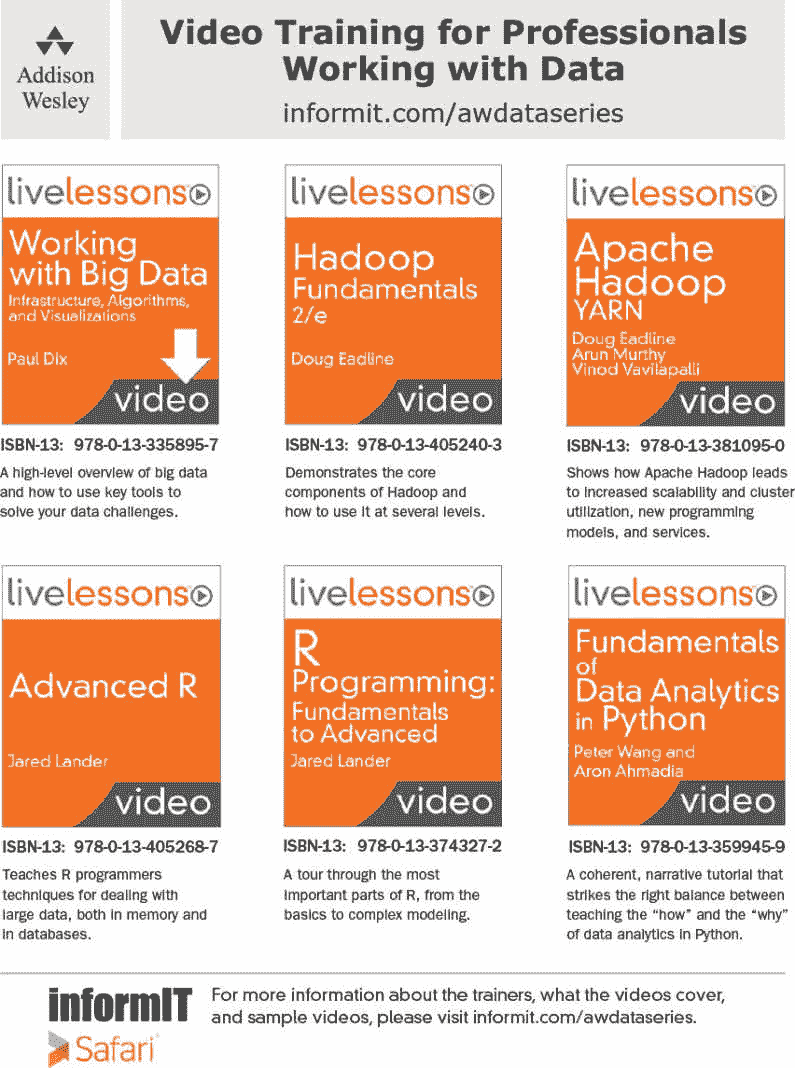 Addison
Wesley
Video Training for Professionals
Working with Data
informit.com/awdataseries
livelessons
Working
with Big Data
Infrastructure, Algorithms,
and Visualizations
Paul Dix
video
ISBN-13: 978-0-13-335895-7
A high-level overview of big data
and how to use key tools to
solve your data challenges.
livelessons
Hadoop
Fundamentals
2/e
Doug Eadline
video
ISBN-13: 978-0-13-405240-3
Demonstrates the core
components of Hadoop and
how to use it at several levels.
livelessons
Apache
Hadoop
YARN
Doug Eadline
Arun Murthy
Vinod Vavilapalli
video
ISBN-13: 978-0-13-381095-0
Shows how Apache Hadoop leads
to increased scalability and cluster
utilization, new programming
models, and services.
livelessons
Advanced R
Jared Lander
video
ISBN-13: 978-0-13-405268-7
Teaches R programmers
techniques for dealing with
large data, both in memory and
in databases.
livelessons
R
Programming:
Fundamentals
to Advanced
Jared Lander
video
ISBN-13: 978-0-13-374327-2
A tour through the most
important parts of R, from the
basics to complex modeling.
livelessons
Fundamentals
of
Data Analytics
in Python
Peter Wang and
Aron Ahmadia
video
ISBN-13: 978-0-13-359945-9
A coherent, narrative tutorial that
strikes the right balance between
teaching the “how” and the “why”
of data analytics in Python.
informIT
Safari
For more information about the trainers, what the videos cover,
and sample videos, please visit informit.com/awdataseries.